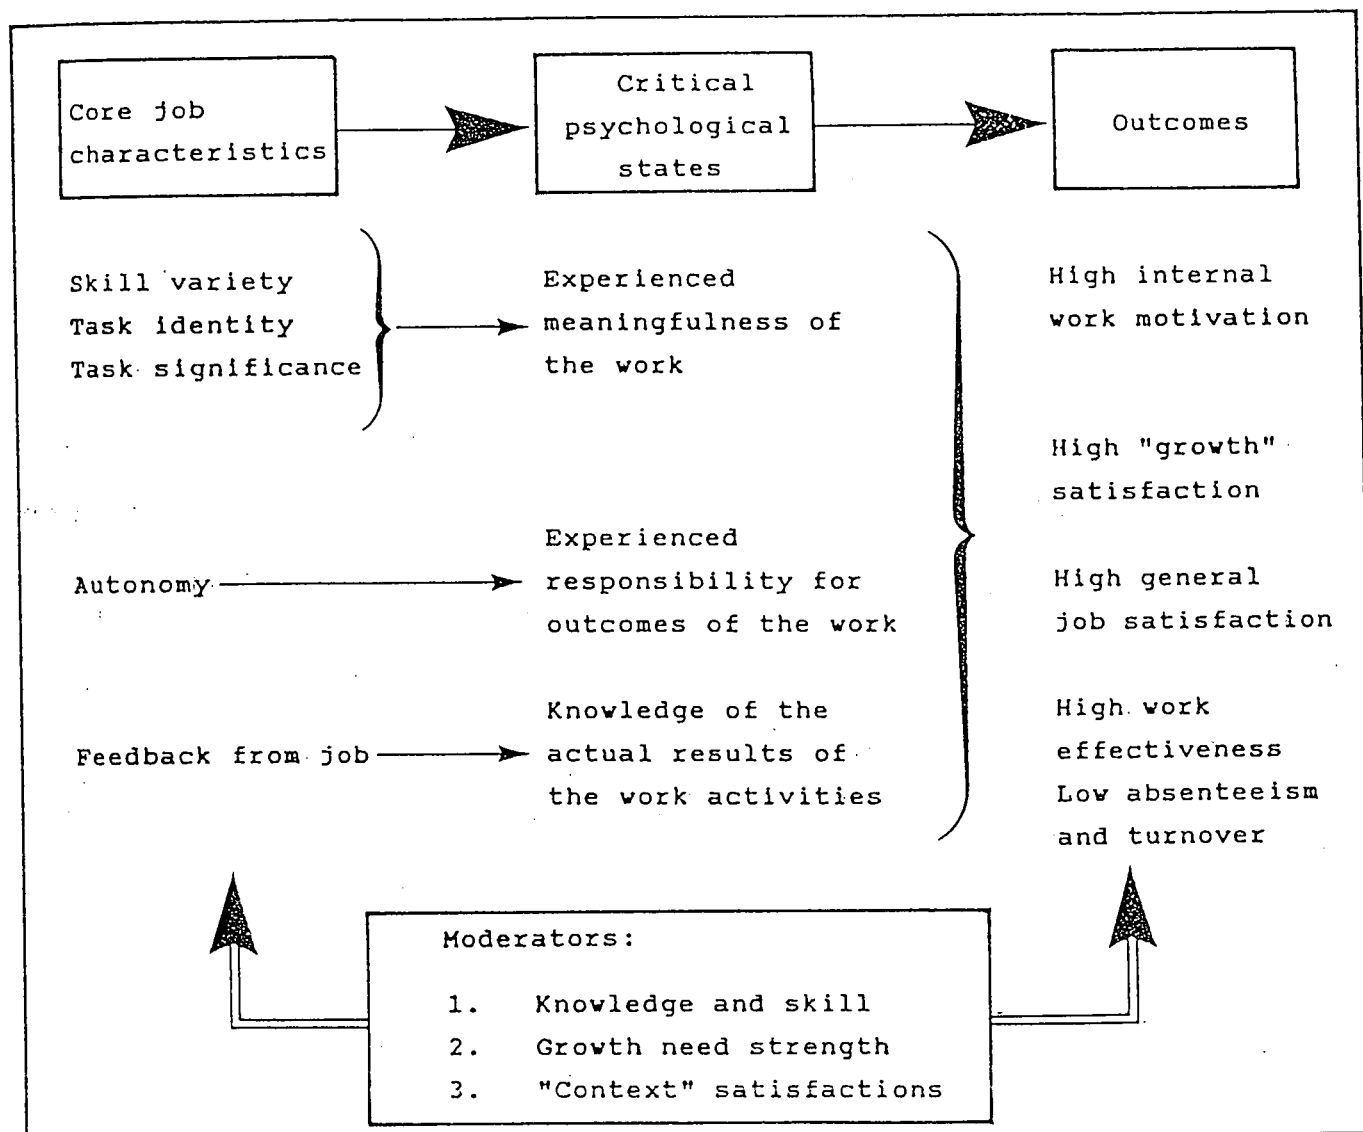 Core job
characteristics
Critical
psychological
states
Outcomes
Skill variety
Task identity
Task significance
Experienced
meaningfulness of
the work
High internal
work motivation
High "growth"
satisfaction
Autonomy
Experienced
responsibility for
outcomes of the work
High general
job satisfaction
Feedback from job
Knowledge of the
actual results of
the work activities
High work
effectiveness
Low absenteeism
and turnover
Moderators:
1. Knowledge and skill
2. Growth need strength
3. "Context" satisfactions